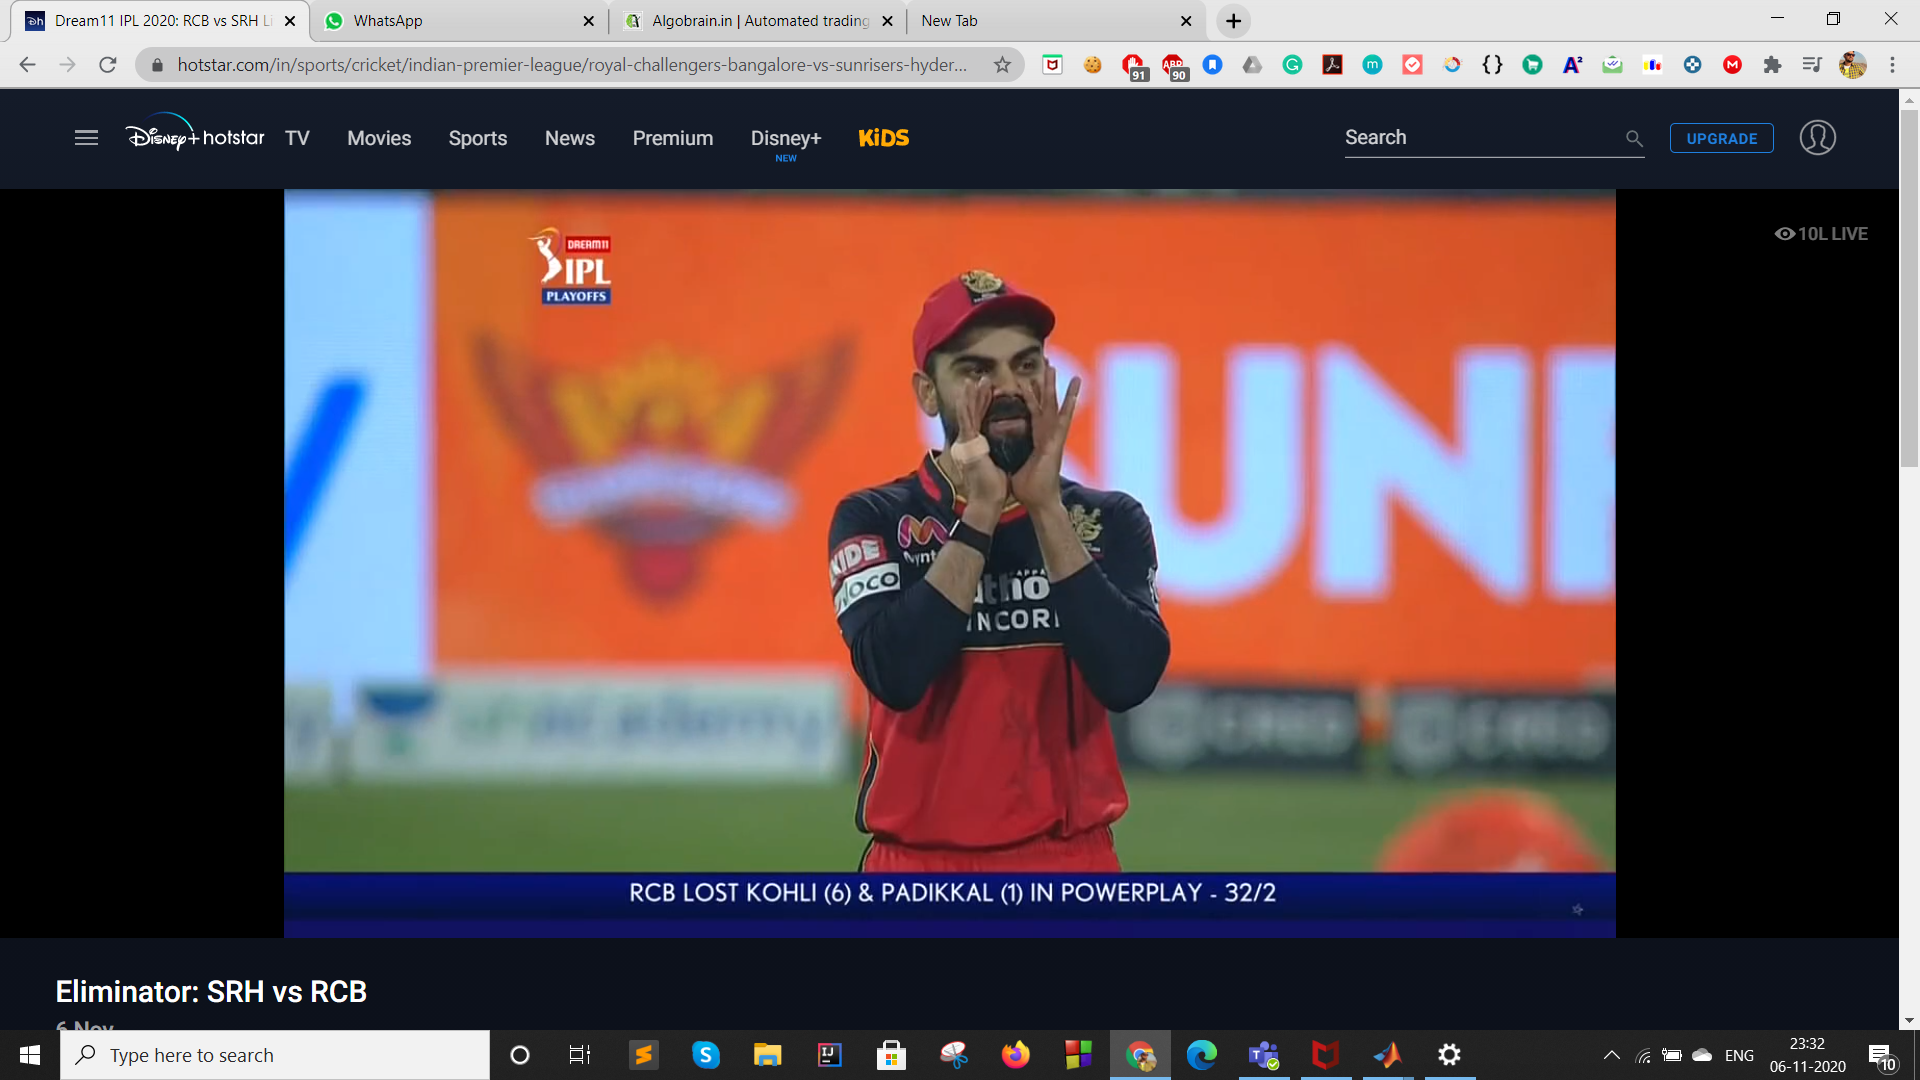 Dream11 IPL 2020: RCB vs SRH Li
WhatsApp
Algobrain.in | Automated trading
New Tab
hotstar.com/in/sports/cricket/indian-premier-league/royal-challengers-bangalore-vs-sunrisers-hyder...
91
90
Disney+ hotstar
TV
Movies
Sports
News
Premium
Disney+
NEW
KiDS
Search
UPGRADE
10L LIVE
DREAM11
IPL
PLAYOFFS
SUNR
KIDE
INCOR
RCB LOST KOHLI (6) & PADIKKAL (1) IN POWERPLAY - 32/2
Eliminator: SRH vs RCB
6 Nov
Type here to search
ENG
23:32
06-11-2020
10